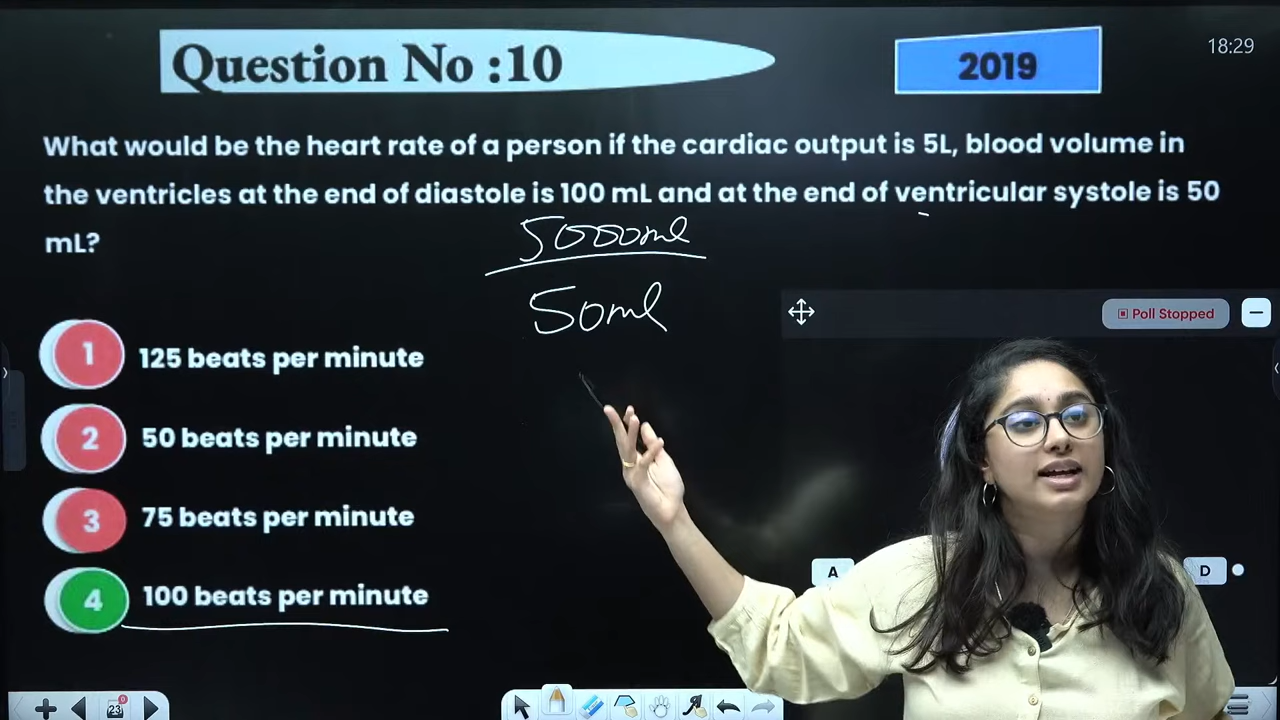 Question No :10
2019
18:29
What would be the heart rate of a person if the cardiac output is 5L, blood volume in
the ventricles at the end of diastole is 100 mL and at the end of ventricular systole is 50
mL?
5000ml
50ml
Poll Stopped
1 125 beats per minute
2 50 beats per minute
3 75 beats per minute
4 100 beats per minute
A
D
23